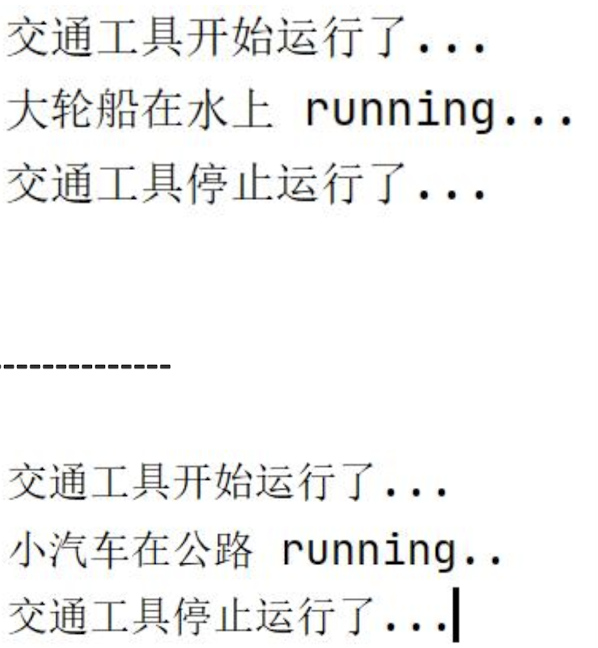 交通工具开始运行了...
大轮船在水上 running...
交通工具停止运行了...
--------------
交通工具开始运行了...
小汽车在公路 running..
交通工具停止运行了...